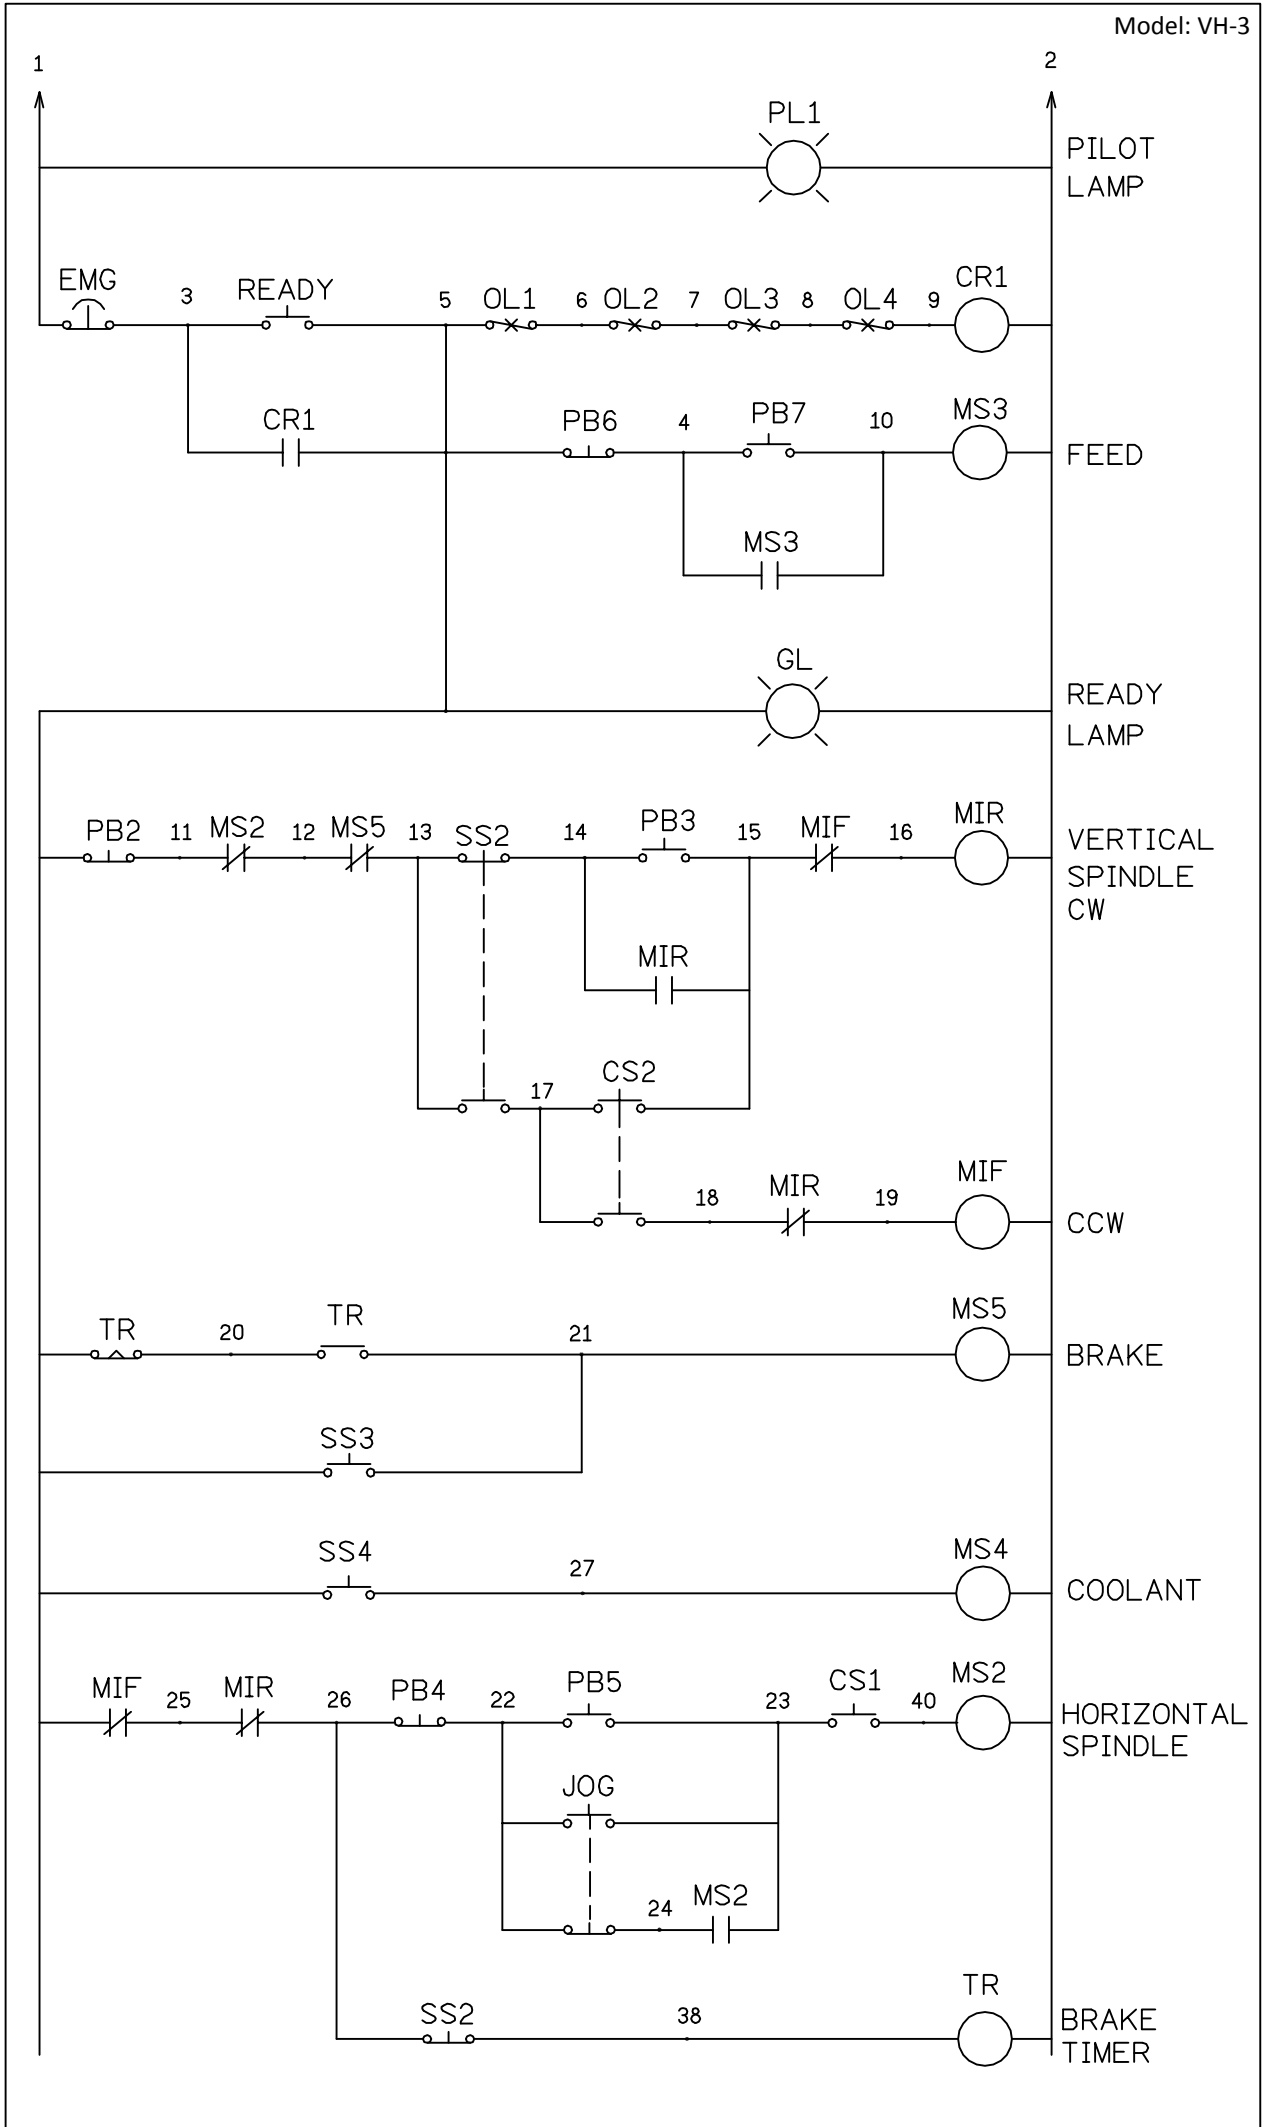 Model: VH-3
1
2
PL1
PILOT
LAMP
EMG
3
READY
5
OL1
6
OL2
7
OL3
8
OL4
9
CR1
CR1
PB6
4
PB7
10
MS3
FEED
MS3
GL
READY
LAMP
PB2
11
MS2
12
MS5
13
SS2
14
PB3
15
MIF
16
MIR
VERTICAL
SPINDLE
CW
MIR
17
CS2
18
MIR
19
MIF
CCW
TR
20
TR
21
MS5
BRAKE
SS3
SS4
27
MS4
COOLANT
MIF
25
MIR
26
PB4
22
PB5
23
CS1
40
MS2
HORIZONTAL
SPINDLE
JOG
24
MS2
SS2
38
TR
BRAKE
TIMER